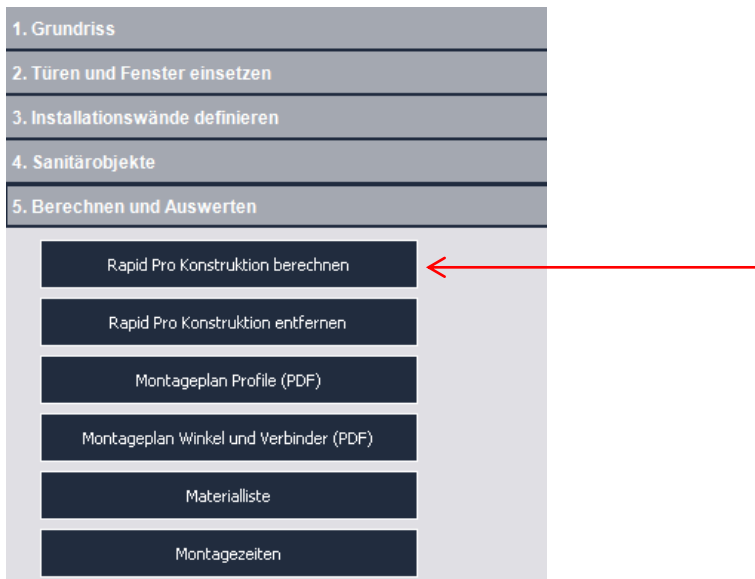 1. Grundriss
2. Türen und Fenster einsetzen
3. Installationswände definieren
4. Sanitärobjekte
5. Berechnen und Auswerten
Rapid Pro Konstruktion berechnen
Rapid Pro Konstruktion entfernen
Montageplan Profile (PDF)
Montageplan Winkel und Verbinder (PDF)
Materialliste
Montagezeiten